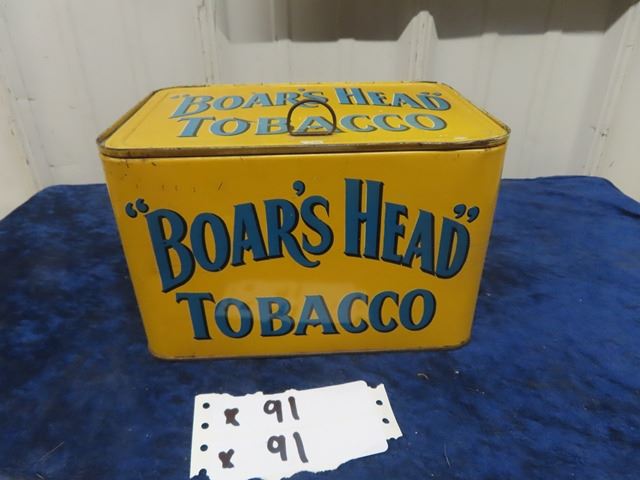 "BOAR'S HEAD"
TOBACCO
"BOAR'S HEAD"
TOBACCO
x 91
x 91